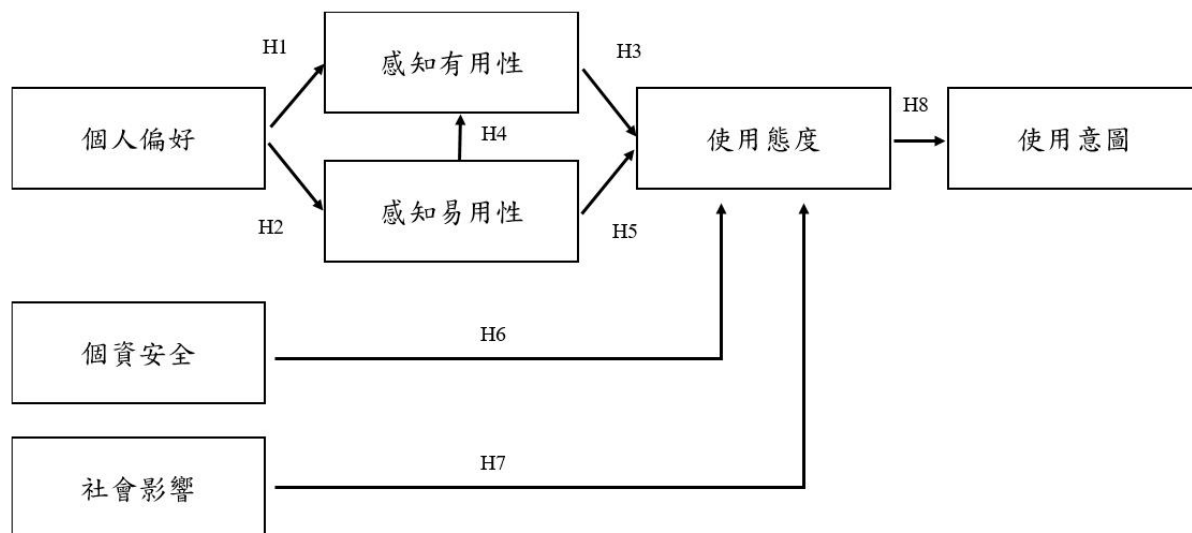 H1
感知有用性
H3
個人偏好
H4
使用態度
H8
使用意圖
H2
感知易用性
H5
個資安全
H6
社會影響
H7